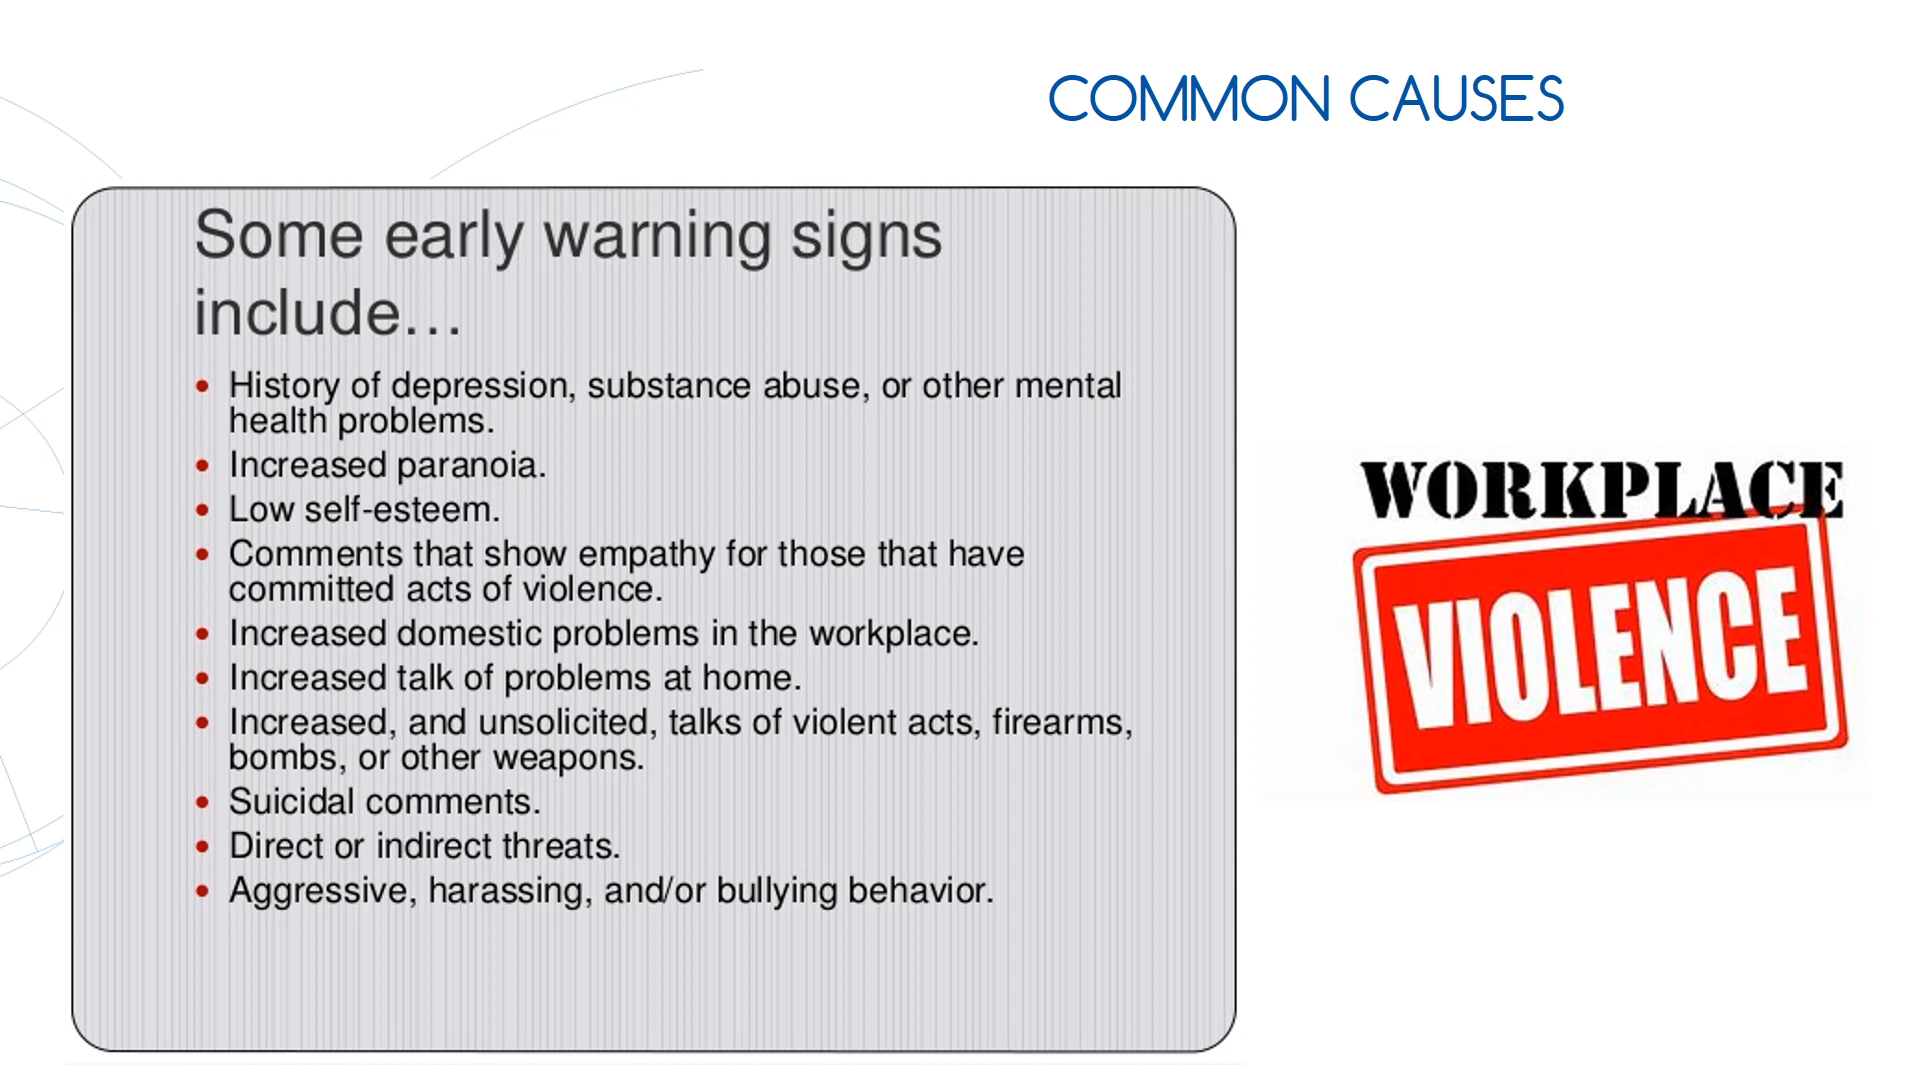 COMMON CAUSES
Some early warning signs
include…
• History of depression, substance abuse, or other mental
health problems.
• Increased paranoia.
• Low self-esteem.
• Comments that show empathy for those that have
committed acts of violence.
• Increased domestic problems in the workplace.
• Increased talk of problems at home.
• Increased, and unsolicited, talks of violent acts, firearms,
bombs, or other weapons.
• Suicidal comments.
• Direct or indirect threats.
• Aggressive, harassing, and/or bullying behavior.
WORKPLACE
VIOLENCE